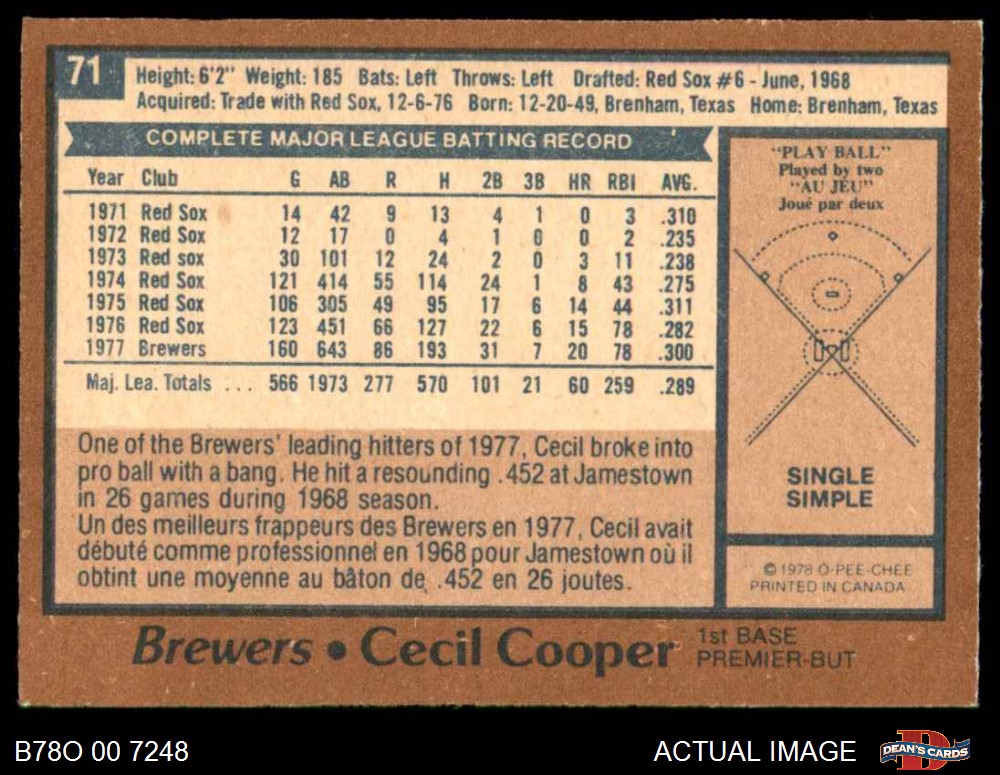 71
Height: 6'2" Weight: 185 Bats: Left Throws: Left Drafted: Red Sox #6 - June, 1968
Acquired: Trade with Red Sox, 12-6-76 Born: 12-20-49, Brenham, Texas Home: Brenham, Texas
COMPLETE MAJOR LEAGUE BATTING RECORD
Year Club G AB R H 2B 3B HR RBI AVG.
1971 Red Sox 14 42 9 13 4 1 0 3 .310
1972 Red Sox 12 17 0 4 1 0 0 2 .235
1973 Red sox 30 101 12 24 2 0 3 11 .238
1974 Red Sox 121 414 55 114 24 1 8 43 .275
1975 Red Sox 106 305 49 95 17 6 14 44 .311
1976 Red Sox 123 451 66 127 22 6 15 78 .282
1977 Brewers 160 643 86 193 31 7 20 78 .300
Maj. Lea. Totals ... 566 1973 277 570 101 21 60 259 .289
One of the Brewers' leading hitters of 1977, Cecil broke into
pro ball with a bang. He hit a resounding .452 at Jamestown
in 26 games during 1968 season.
Un des meilleurs frappeurs des Brewers en 1977, Cecil avait
débuté comme professionnel en 1968 pour Jamestown où il
obtint une moyenne au bâton de .452 en 26 joutes.
"PLAY BALL"
Played by two
"AU JEU"
Joué par deux
SINGLE
SIMPLE
© 1978 O-PEE-CHEE
PRINTED IN CANADA
Brewers • Cecil Cooper
1st BASE
PREMIER-BUT
B78O 00 7248
ACTUAL IMAGE
DEAN'S CARDS